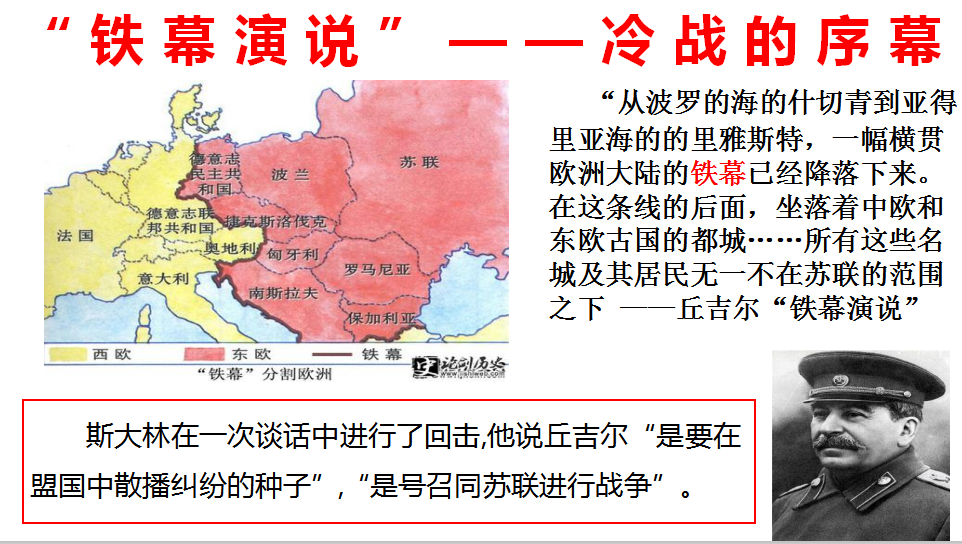 “铁幕演说”——冷战的序幕
“从波罗的海的什切青到亚得
里亚海的的里雅斯特，一幅横贯
欧洲大陆的铁幕已经降落下来。
在这条线的后面，坐落着中欧和
东欧古国的都城……所有这些名
城及其居民无一不在苏联的范围
之下 ——丘吉尔“铁幕演说”
德意志
民主共
和国
波兰
苏联
德意志联
邦共和国
捷克斯洛伐克
法国
奥地利
匈牙利
意大利
罗马尼亚
南斯拉夫
保加利亚
西欧
东欧
铁幕
“铁幕”分割欧洲
斯大林在一次谈话中进行了回击,他说丘吉尔“是要在
盟国中散播纠纷的种子”,“是号召同苏联进行战争”。